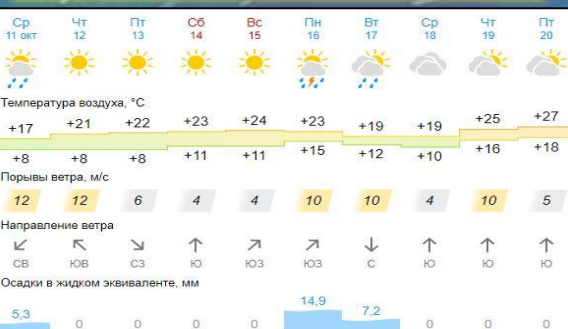 Ср Чт Пт Сб Вс Пн Вт Ср Чт Пт
11 окт 12 13 14 15 16 17 18 19 20
Температура воздуха, °C
+17 +21 +22 +23 +24 +23 +19 +19 +25 +27
+8 +8 +8 +11 +11 +15 +12 +10 +16 +18
Порывы ветра, м/с
12 12 6 4 4 10 10 4 10 5
Направление ветра
СВ ЮВ СЗ Ю ЮЗ ЮЗ С Ю Ю Ю
Осадки в жидком эквиваленте, мм
5,3 0 0 0 0 14,9 7,2 0 0 0